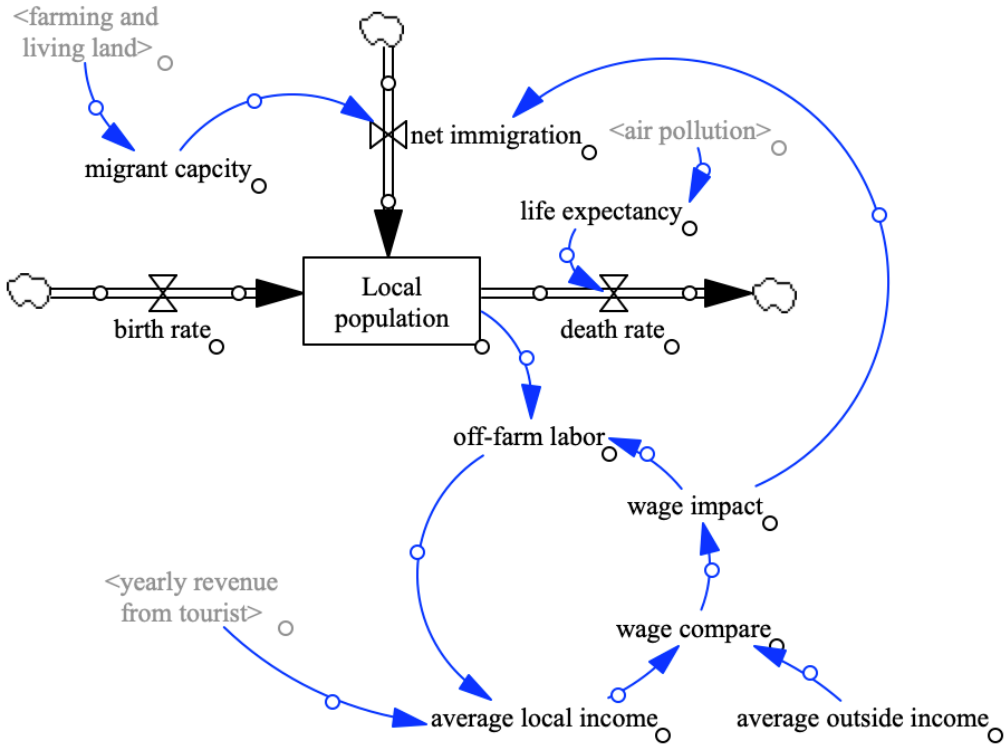 <farming and
living land>
net immigration
<air pollution>
migrant capcity
life expectancy
Local
population
birth rate
death rate
off-farm labor
wage impact
<yearly revenue
from tourist>
wage compare
average local income
average outside income